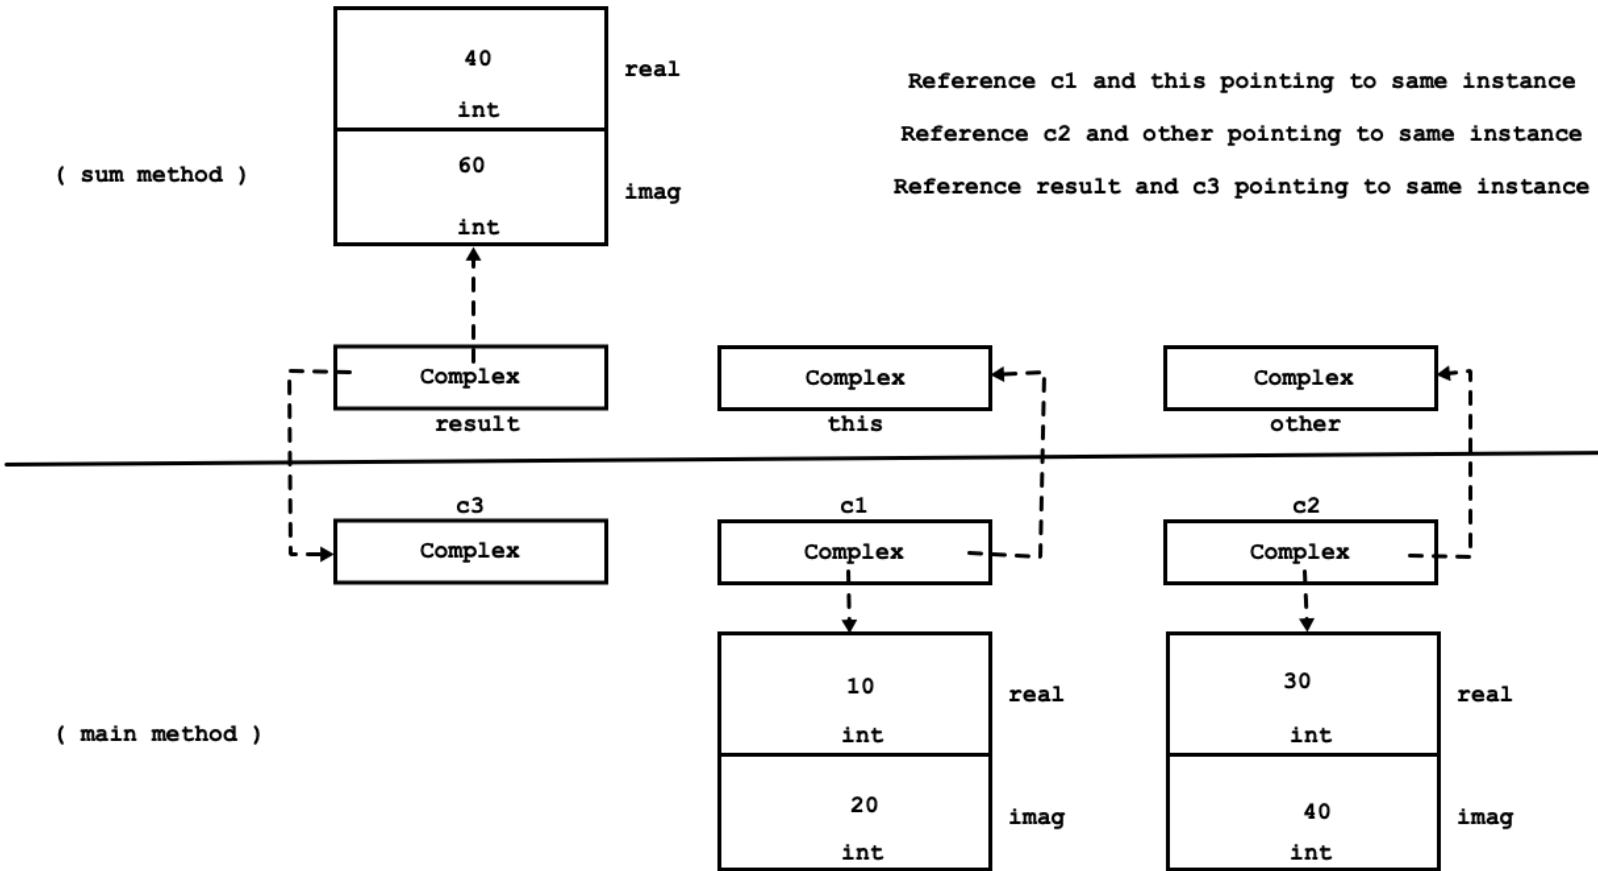 40
real
int
Reference c1 and this pointing to same instance
Reference c2 and other pointing to same instance
Reference result and c3 pointing to same instance
( sum method )
60
imag
int
Complex
result
Complex
this
Complex
other
c3
Complex
c1
Complex
c2
Complex
( main method )
10
real
int
20
imag
int
30
real
int
40
imag
int